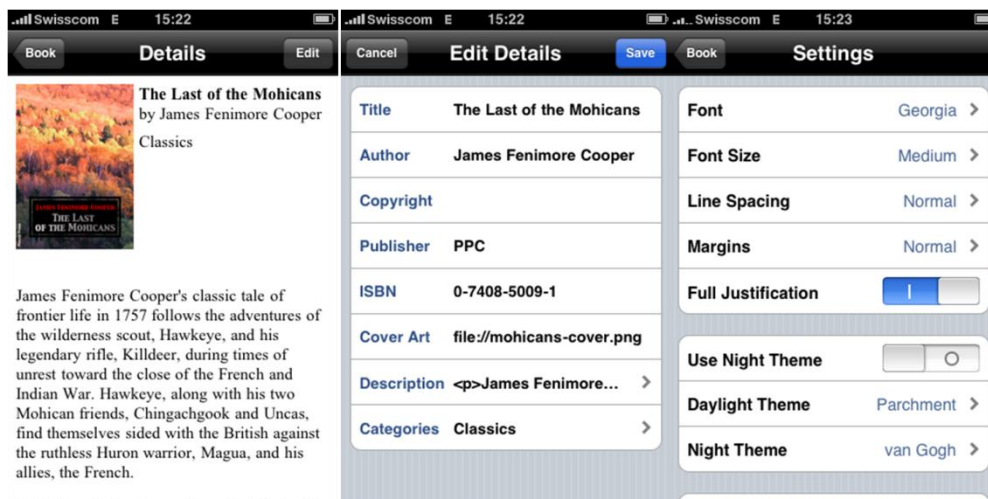 Swisscom E 15:22
Book Details Edit
The Last of the Mohicans
by James Fenimore Cooper
Classics
JAMES FENIMORE COOPER
THE LAST
OF THE MOHICANS
James Fenimore Cooper's classic tale of
frontier life in 1757 follows the adventures of
the wilderness scout, Hawkeye, and his
legendary rifle, Killdeer, during times of
unrest toward the close of the French and
Indian War. Hawkeye, along with his two
Mohican friends, Chingachgook and Uncas,
find themselves sided with the British against
the ruthless Huron warrior, Magua, and his
allies, the French.
Swisscom E 15:22
Cancel Edit Details Save
Title The Last of the Mohicans
Author James Fenimore Cooper
Copyright
Publisher PPC
ISBN 0-7408-5009-1
Cover Art file://mohicans-cover.png
Description <p>James Fenimore...
Categories Classics
Swisscom E 15:23
Book Settings
Font Georgia
Font Size Medium
Line Spacing Normal
Margins Normal
Full Justification
Use Night Theme
Daylight Theme Parchment
Night Theme van Gogh